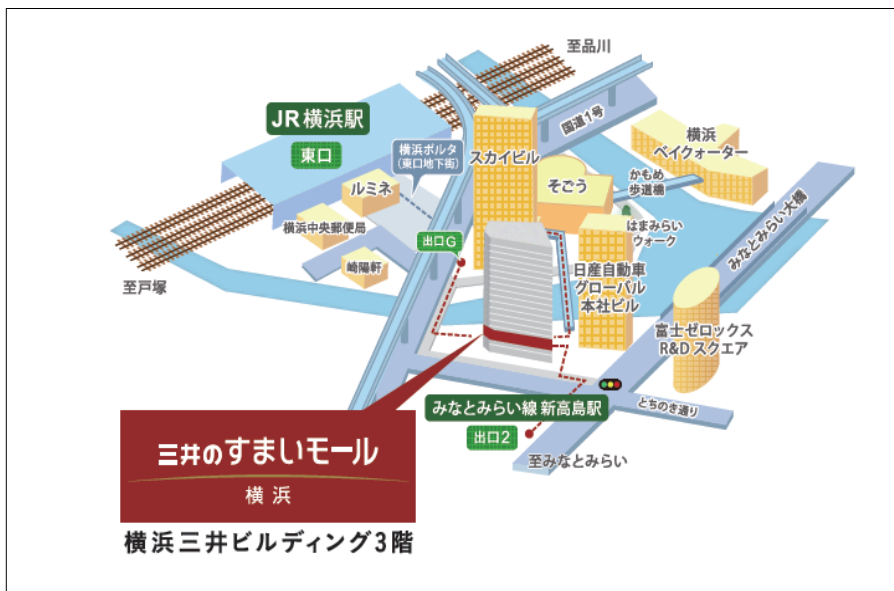 至品川
JR横浜駅
東口
国道1号
横浜
ベイクォーター
横浜ポルタ
(東口地下街)
スカイビル
ルミネ
そごう
かもめ
歩道橋
横浜中央郵便局
はまみらい
ウォーク
みなとみらい大橋
出口G
崎陽軒
日産自動車
グローバル
本社ビル
至戸塚
富士ゼロックス
R&Dスクエア
みなとみらい線 新高島駅
とちのき通り
出口2
至みなとみらい
三井のすまいモール
横浜
横浜三井ビルディング3階